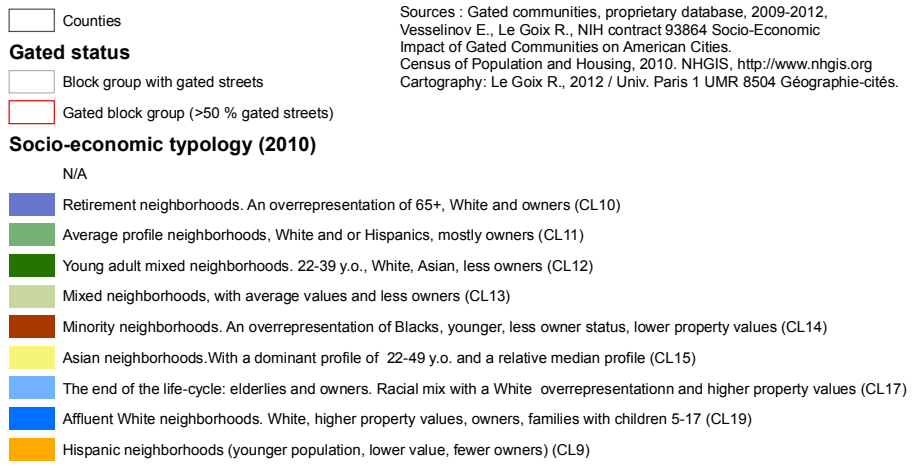 Counties
Gated status
Block group with gated streets
Gated block group (>50 % gated streets)
Sources : Gated communities, proprietary database, 2009-2012,
Vesselinov E., Le Goix R., NIH contract 93864 Socio-Economic
Impact of Gated Communities on American Cities.
Census of Population and Housing, 2010. NHGIS, http://www.nhgis.org
Cartography: Le Goix R., 2012 / Univ. Paris 1 UMR 8504 Géographie-cités.
Socio-economic typology (2010)
N/A
Retirement neighborhoods. An overrepresentation of 65+, White and owners (CL10)
Average profile neighborhoods, White and or Hispanics, mostly owners (CL11)
Young adult mixed neighborhoods. 22-39 y.o., White, Asian, less owners (CL12)
Mixed neighborhoods, with average values and less owners (CL13)
Minority neighborhoods. An overrepresentation of Blacks, younger, less owner status, lower property values (CL14)
Asian neighborhoods.With a dominant profile of 22-49 y.o. and a relative median profile (CL15)
The end of the life-cycle: elderlies and owners. Racial mix with a White overrepresentationn and higher property values (CL17)
Affluent White neighborhoods. White, higher property values, owners, families with children 5-17 (CL19)
Hispanic neighborhoods (younger population, lower value, fewer owners) (CL9)